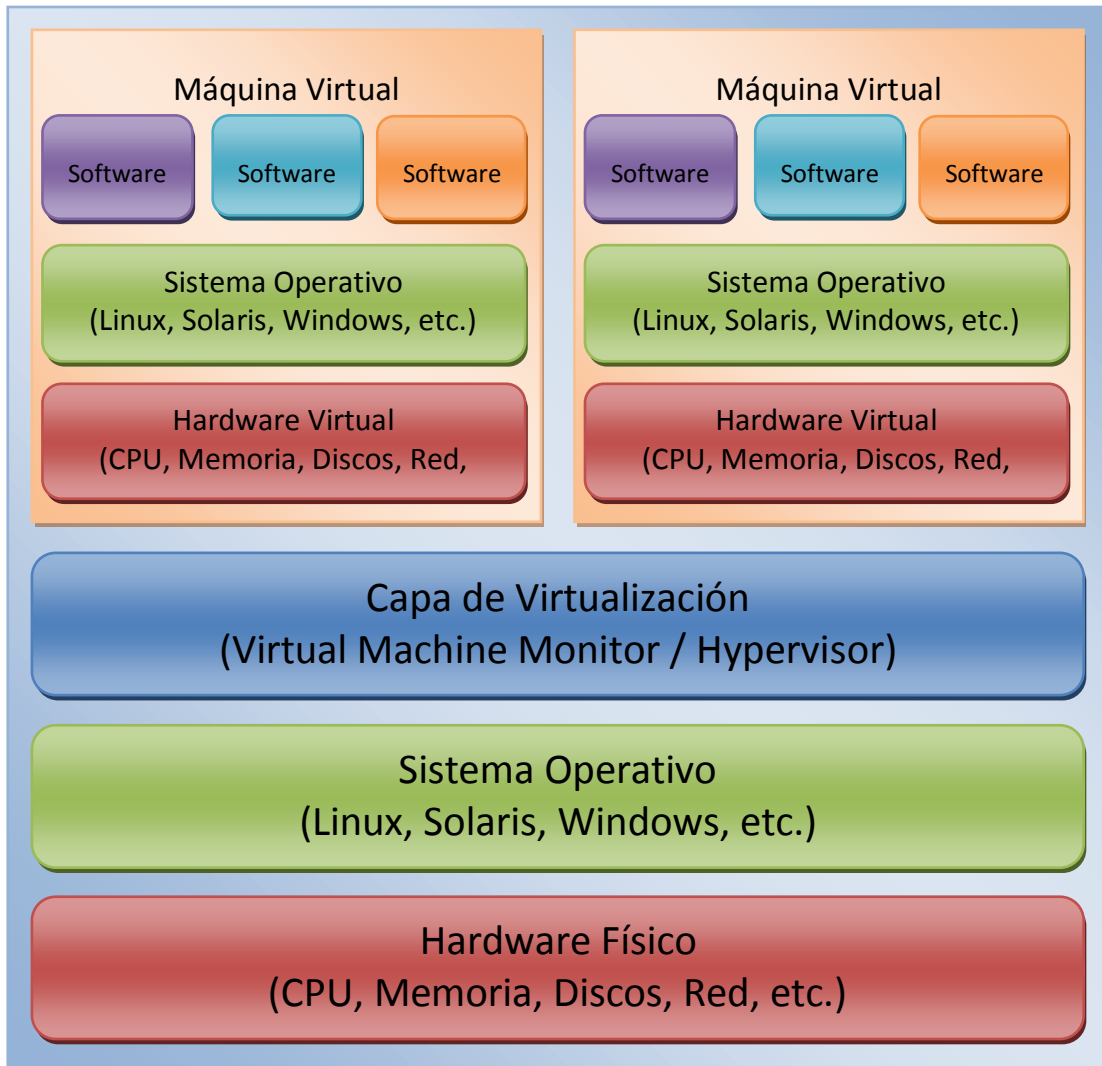 Máquina Virtual
Software
Software
Software
Sistema Operativo
(Linux, Solaris, Windows, etc.)
Hardware Virtual
(CPU, Memoria, Discos, Red,
Máquina Virtual
Software
Software
Software
Sistema Operativo
(Linux, Solaris, Windows, etc.)
Hardware Virtual
(CPU, Memoria, Discos, Red,
Capa de Virtualización
(Virtual Machine Monitor / Hypervisor)
Sistema Operativo
(Linux, Solaris, Windows, etc.)
Hardware Físico
(CPU, Memoria, Discos, Red, etc.)